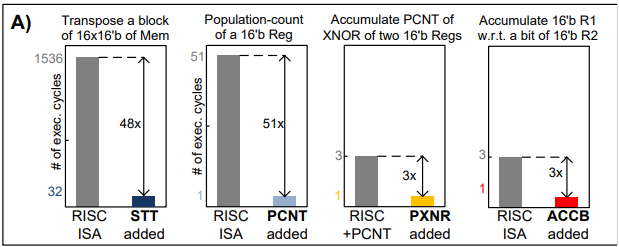 A)
Transpose a block
of 16x16'b of Mem
# of exec. cycles
1536
32
48x
RISC
ISA
STT
added
Population-count
of a 16'b Reg
# of exec. cycles
51
1
51x
RISC
ISA
PCNT
added
Accumulate PCNT of
XNOR of two 16'b Regs
3
1
3x
RISC
+PCNT
PXNR
added
Accumulate 16'b R1
w.r.t. a bit of 16'b R2
3
1
3x
RISC
ISA
ACCB
added